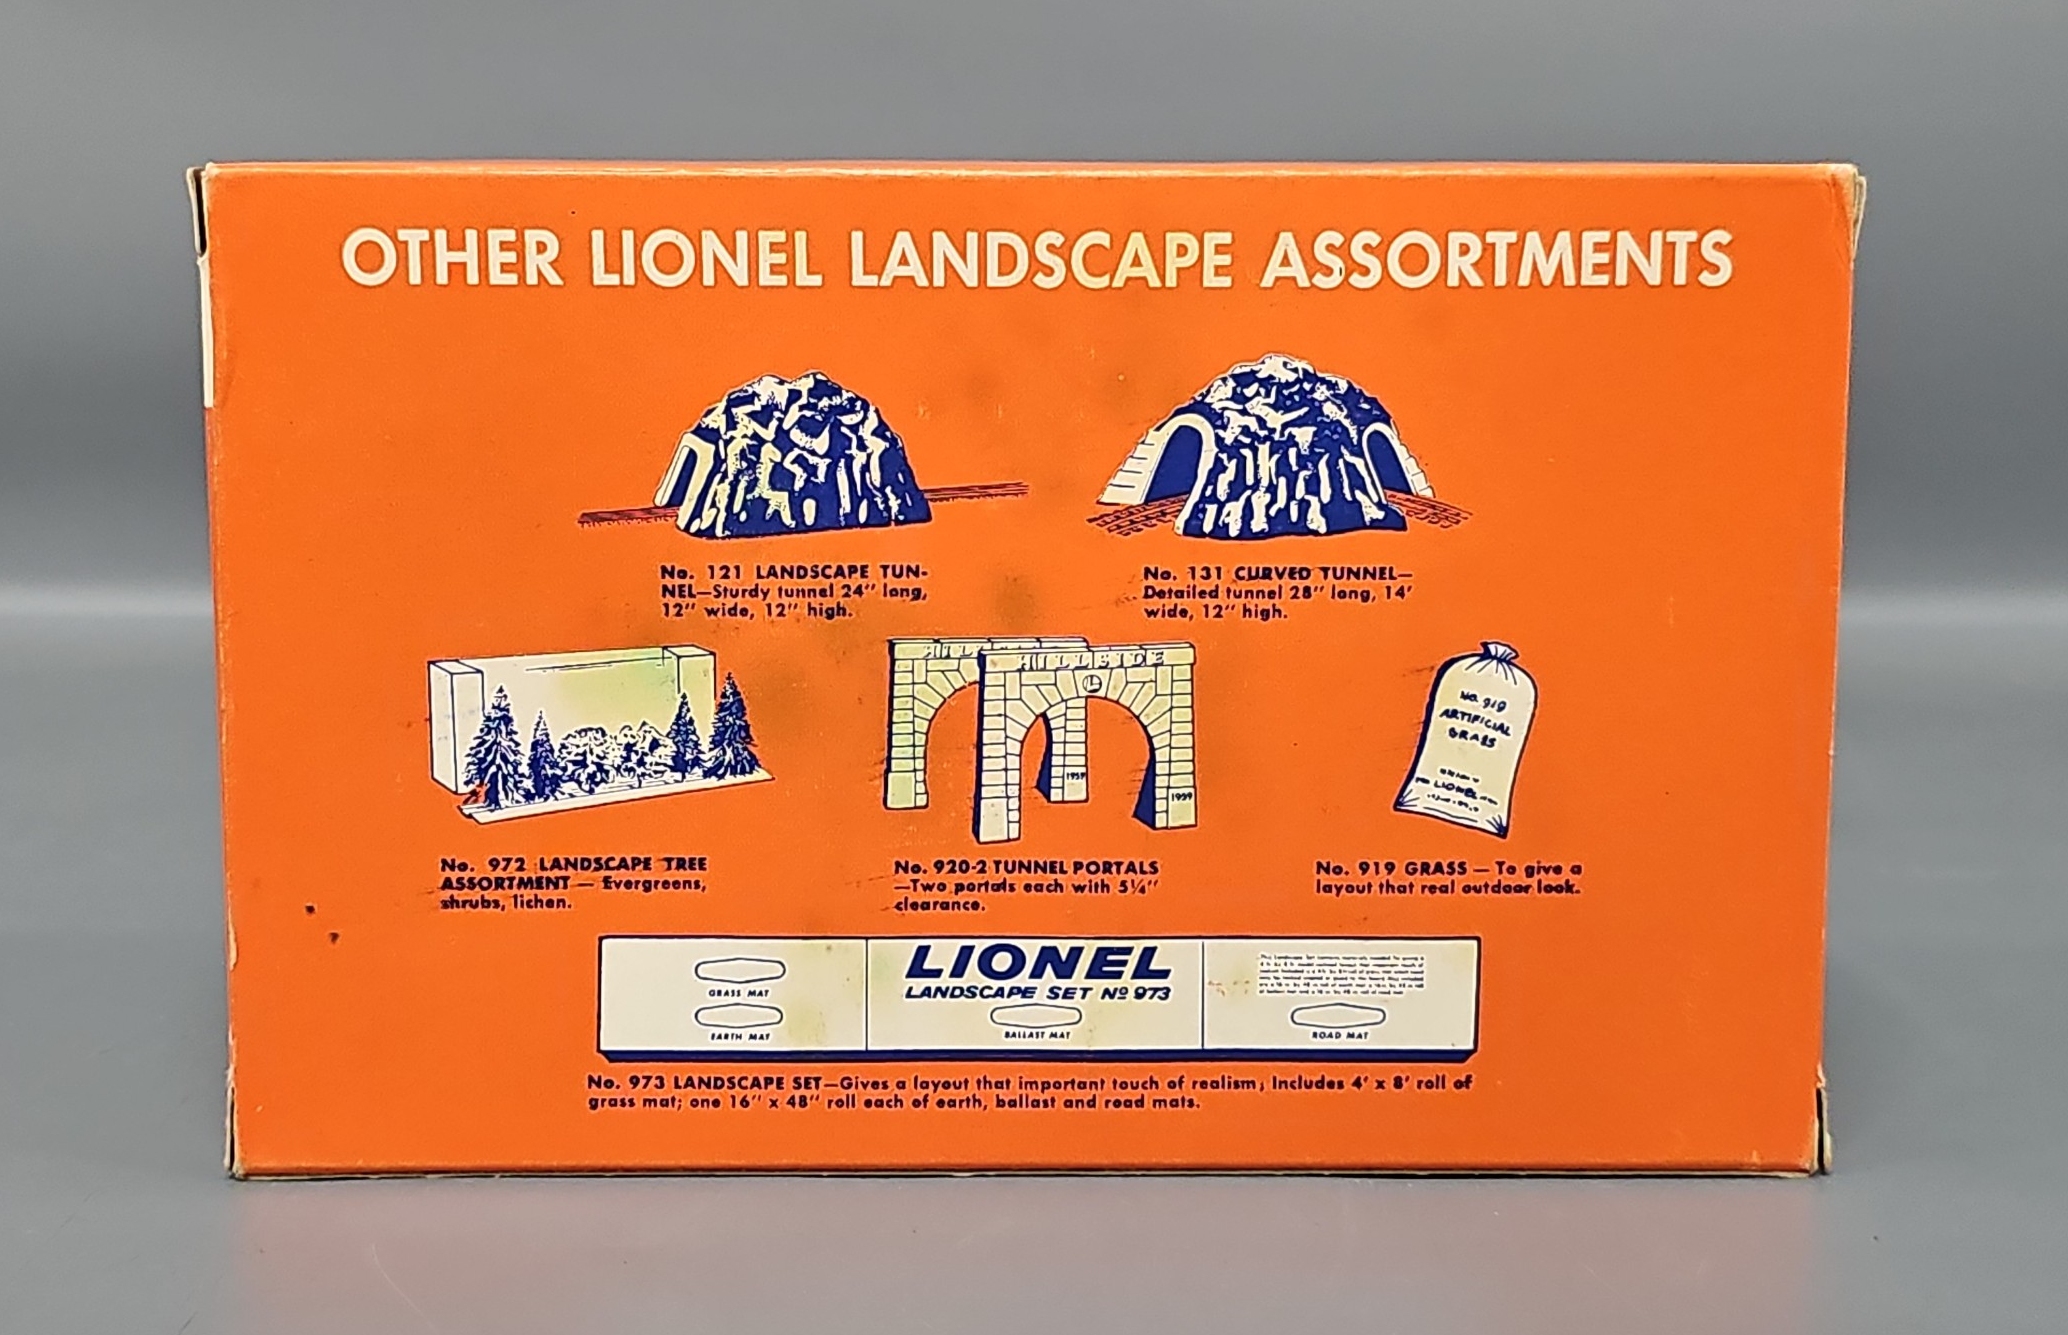 OTHER LIONEL LANDSCAPE ASSORTMENTS
No. 121 LANDSCAPE TUN-
NEL—Sturdy tunnel 24″ long,
12″ wide, 12″ high.
No. 131 CURVED TUNNEL—
Detailed tunnel 28″ long, 14′
wide, 12″ high.
HILLSIDE
L
1959
1959
NO. 919
ARTIFICIAL
GRASS
LIONEL
No. 972 LANDSCAPE TREE
ASSORTMENT — Evergreens,
shrubs, lichen.
No. 920-2 TUNNEL PORTALS
—Two portals each with 5¼″
clearance.
No. 919 GRASS — To give a
layout that real outdoor look.
GRASS MAT
EARTH MAT
LIONEL
LANDSCAPE SET Nº 973
BALLAST MAT
ROAD MAT
No. 973 LANDSCAPE SET—Gives a layout that important touch of realism; Includes 4′ x 8′ roll of
grass mat; one 16″ x 48″ roll each of earth, ballast and road mats.